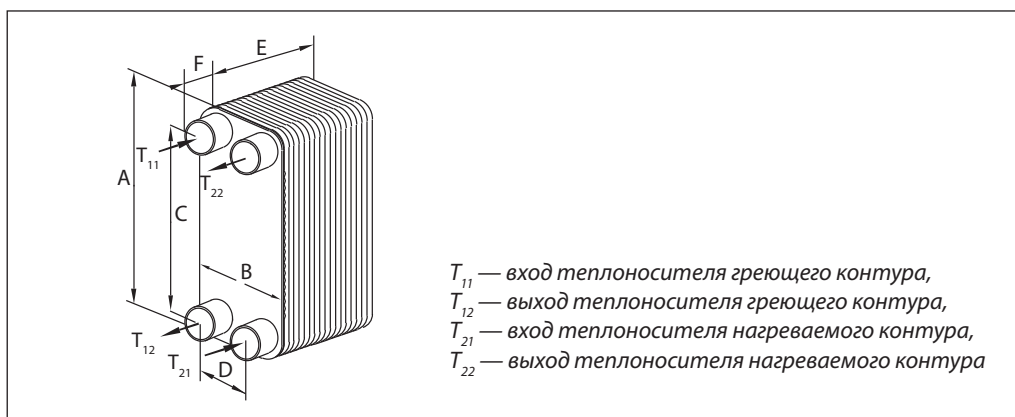 F
E
A
T₁₁
T₂₂
C
B
T₁₂
T₂₁
D
T₁₁ — вход теплоносителя греющего контура,
T₁₂ — выход теплоносителя греющего контура,
T₂₁ — вход теплоносителя нагреваемого контура,
T₂₂ — выход теплоносителя нагреваемого контура